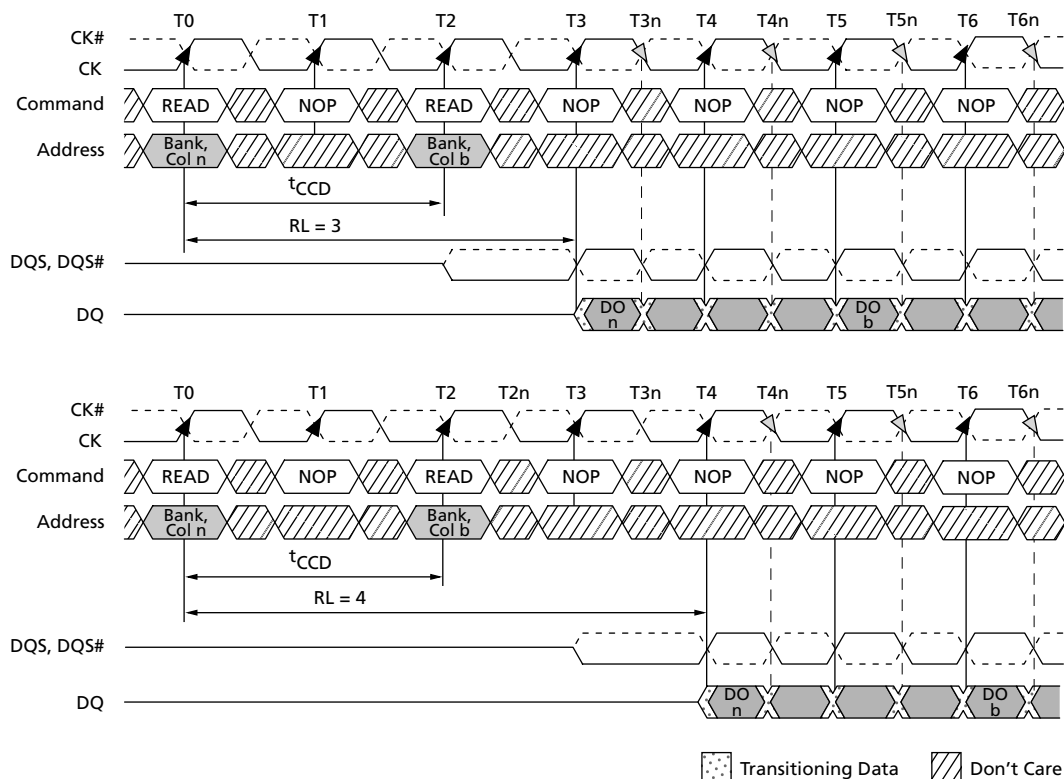 T0 T1 T2 T3 T3n T4 T4n T5 T5n T6 T6n
CK#
CK
Command READ NOP READ NOP NOP NOP NOP
Address Bank, Col n Bank, Col b
tCCD
RL = 3
DQS, DQS#
DQ DO n DO b
T0 T1 T2 T2n T3 T3n T4 T4n T5 T5n T6 T6n
CK#
CK
Command READ NOP READ NOP NOP NOP NOP
Address Bank, Col n Bank, Col b
tCCD
RL = 4
DQS, DQS#
DQ DO n DO b
Transitioning Data Don't Care